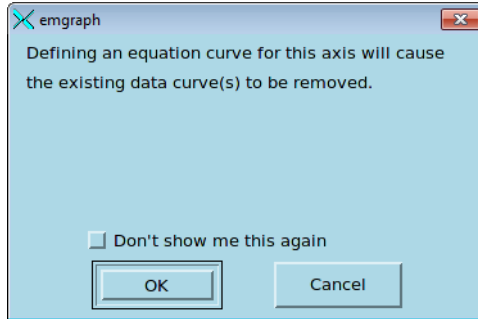 emgraph
Defining an equation curve for this axis will cause
the existing data curve(s) to be removed.
Don't show me this again
OK
Cancel